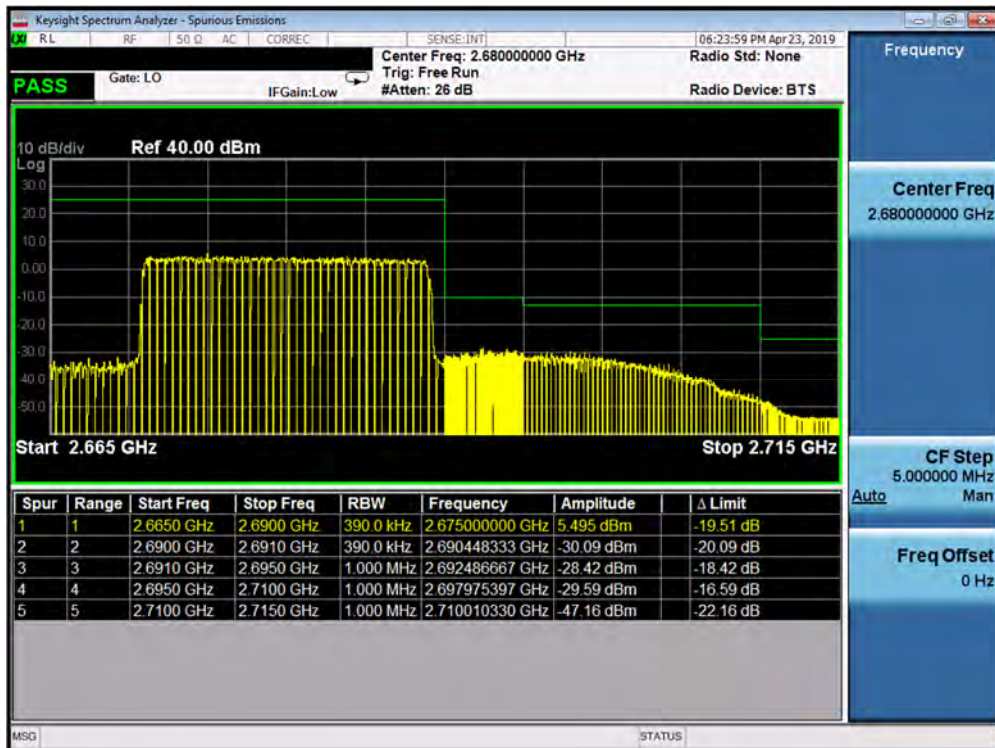 Keysight Spectrum Analyzer - Spurious Emissions
LXI RL RF 50 Ω AC CORREC SENSE:INT 06:23:59 PM Apr 23, 2019
Center Freq: 2.680000000 GHz Radio Std: None
Gate: LO Trig: Free Run
PASS IFGain:Low #Atten: 26 dB Radio Device: BTS
10 dB/div Ref 40.00 dBm
Log
30.0
20.0
10.0
0.00
-10.0
-20.0
-30.0
-40.0
-50.0
Start 2.665 GHz Stop 2.715 GHz
Spur Range Start Freq Stop Freq RBW Frequency Amplitude Δ Limit
1 1 2.6650 GHz 2.6900 GHz 390.0 kHz 2.675000000 GHz 5.495 dBm -19.51 dB
2 2 2.6900 GHz 2.6910 GHz 390.0 kHz 2.690448333 GHz -30.09 dBm -20.09 dB
3 3 2.6910 GHz 2.6950 GHz 1.000 MHz 2.692486667 GHz -28.42 dBm -18.42 dB
4 4 2.6950 GHz 2.7100 GHz 1.000 MHz 2.697975397 GHz -29.59 dBm -16.59 dB
5 5 2.7100 GHz 2.7150 GHz 1.000 MHz 2.710010330 GHz -47.16 dBm -22.16 dB
MSG STATUS
Frequency
Center Freq
2.680000000 GHz
CF Step
5.000000 MHz
Auto Man
Freq Offset
0 Hz